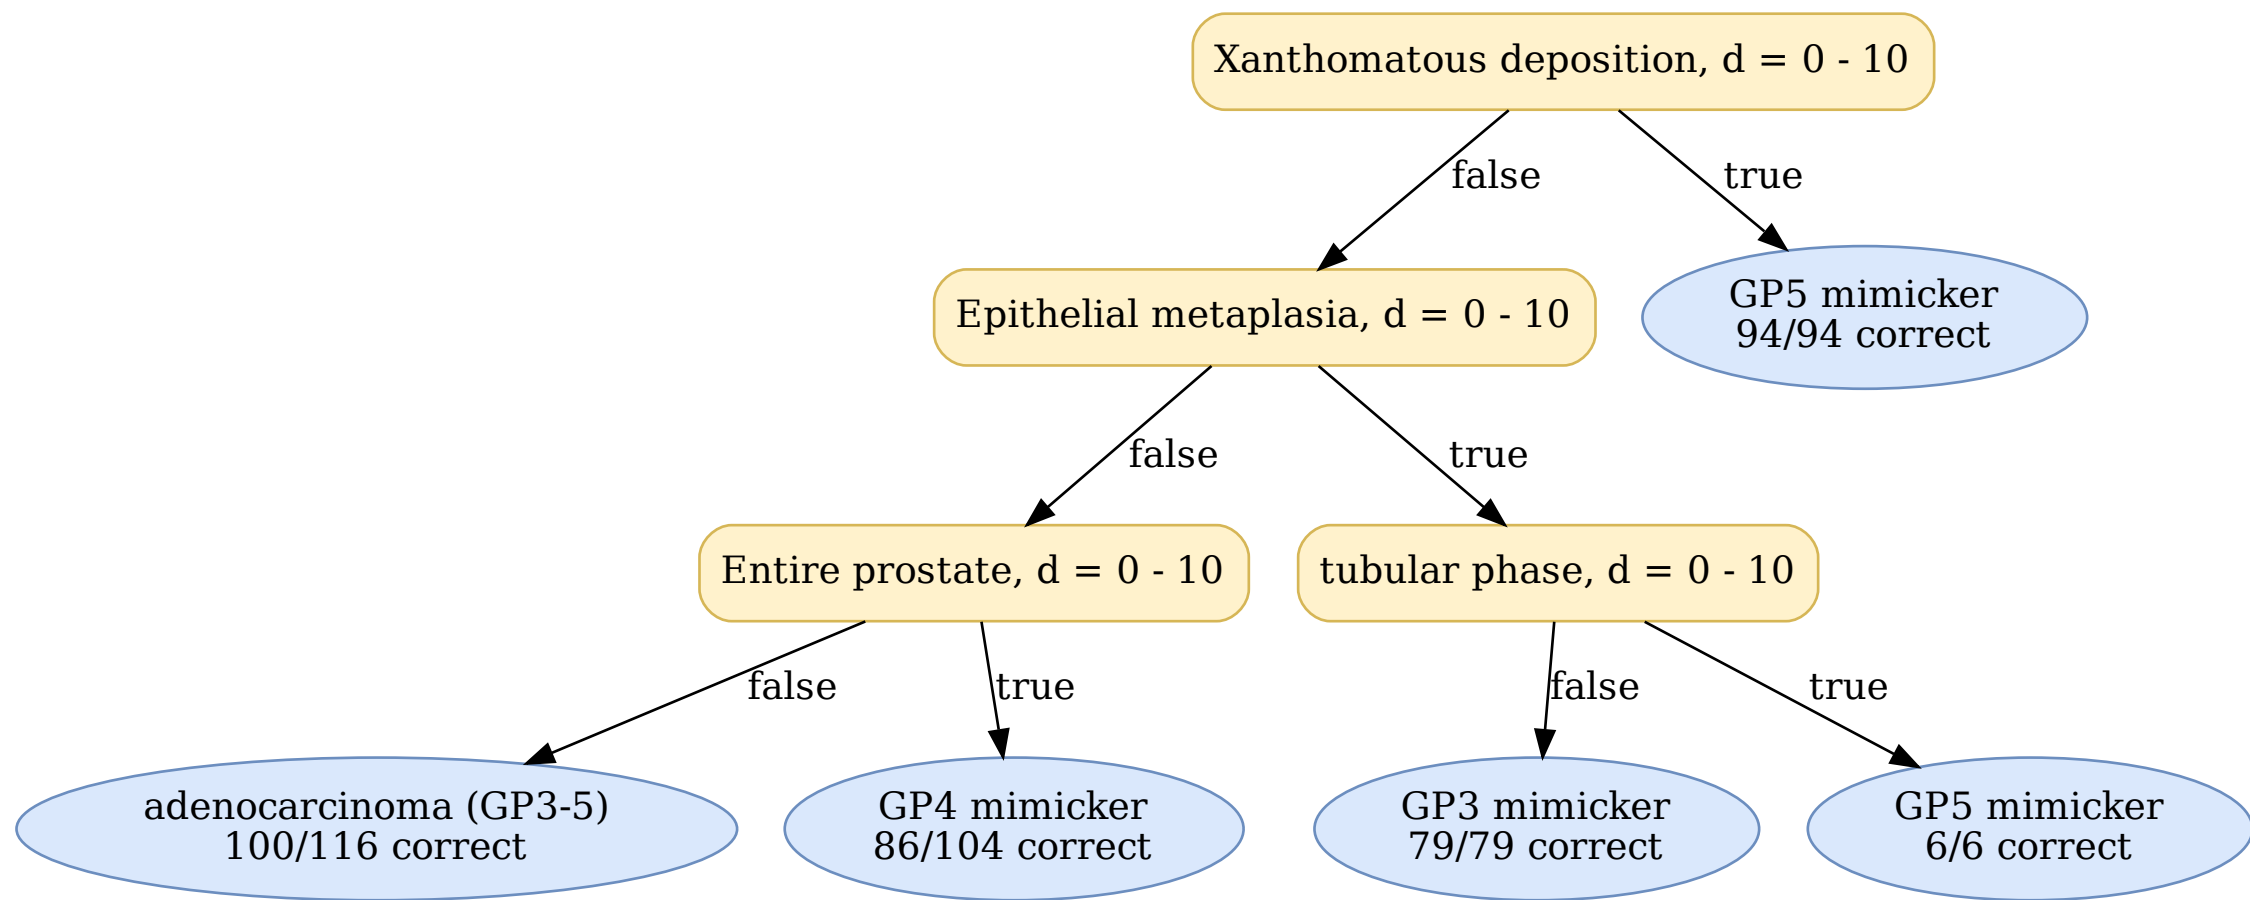 Xanthomatous deposition, d = 0 - 10
false
true
Epithelial metaplasia, d = 0 - 10
GP5 mimicker
94/94 correct
false
true
Entire prostate, d = 0 - 10
tubular phase, d = 0 - 10
false
true
false
true
adenocarcinoma (GP3-5)
100/116 correct
GP4 mimicker
86/104 correct
GP3 mimicker
79/79 correct
GP5 mimicker
6/6 correct